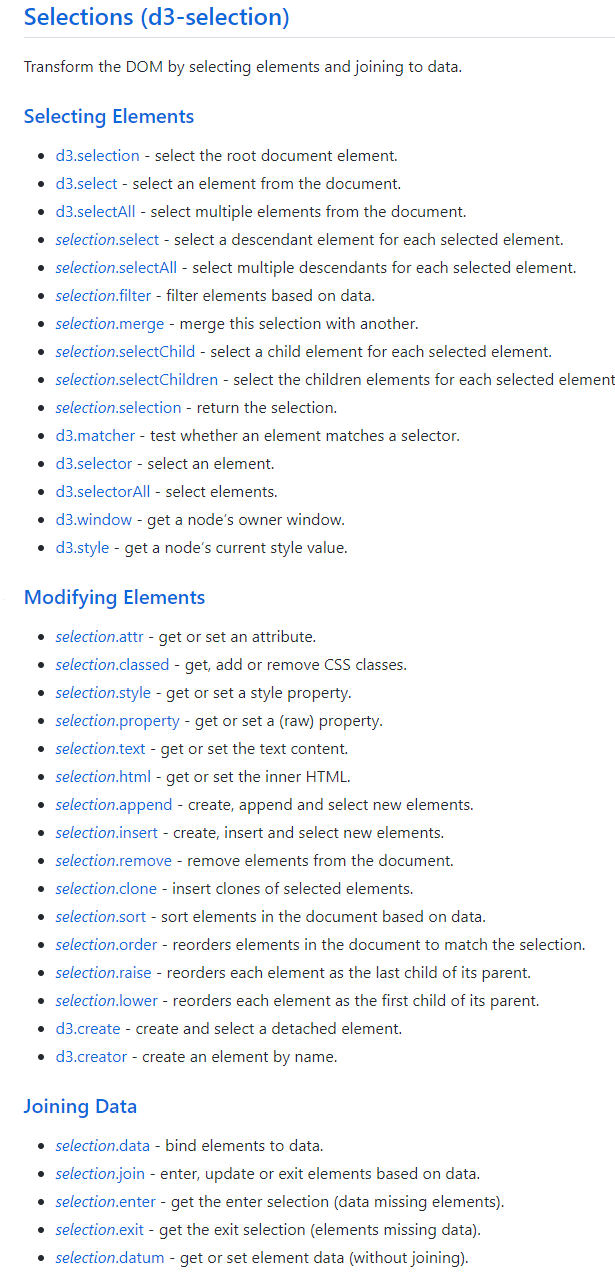 Selections (d3-selection)
Transform the DOM by selecting elements and joining to data.
Selecting Elements
• d3.selection - select the root document element.
• d3.select - select an element from the document.
• d3.selectAll - select multiple elements from the document.
• selection.select - select a descendant element for each selected element.
• selection.selectAll - select multiple descendants for each selected element.
• selection.filter - filter elements based on data.
• selection.merge - merge this selection with another.
• selection.selectChild - select a child element for each selected element.
• selection.selectChildren - select the children elements for each selected element
• selection.selection - return the selection.
• d3.matcher - test whether an element matches a selector.
• d3.selector - select an element.
• d3.selectorAll - select elements.
• d3.window - get a node's owner window.
• d3.style - get a node's current style value.
Modifying Elements
• selection.attr - get or set an attribute.
• selection.classed - get, add or remove CSS classes.
• selection.style - get or set a style property.
• selection.property - get or set a (raw) property.
• selection.text - get or set the text content.
• selection.html - get or set the inner HTML.
• selection.append - create, append and select new elements.
• selection.insert - create, insert and select new elements.
• selection.remove - remove elements from the document.
• selection.clone - insert clones of selected elements.
• selection.sort - sort elements in the document based on data.
• selection.order - reorders elements in the document to match the selection.
• selection.raise - reorders each element as the last child of its parent.
• selection.lower - reorders each element as the first child of its parent.
• d3.create - create and select a detached element.
• d3.creator - create an element by name.
Joining Data
• selection.data - bind elements to data.
• selection.join - enter, update or exit elements based on data.
• selection.enter - get the enter selection (data missing elements).
• selection.exit - get the exit selection (elements missing data).
• selection.datum - get or set element data (without joining).